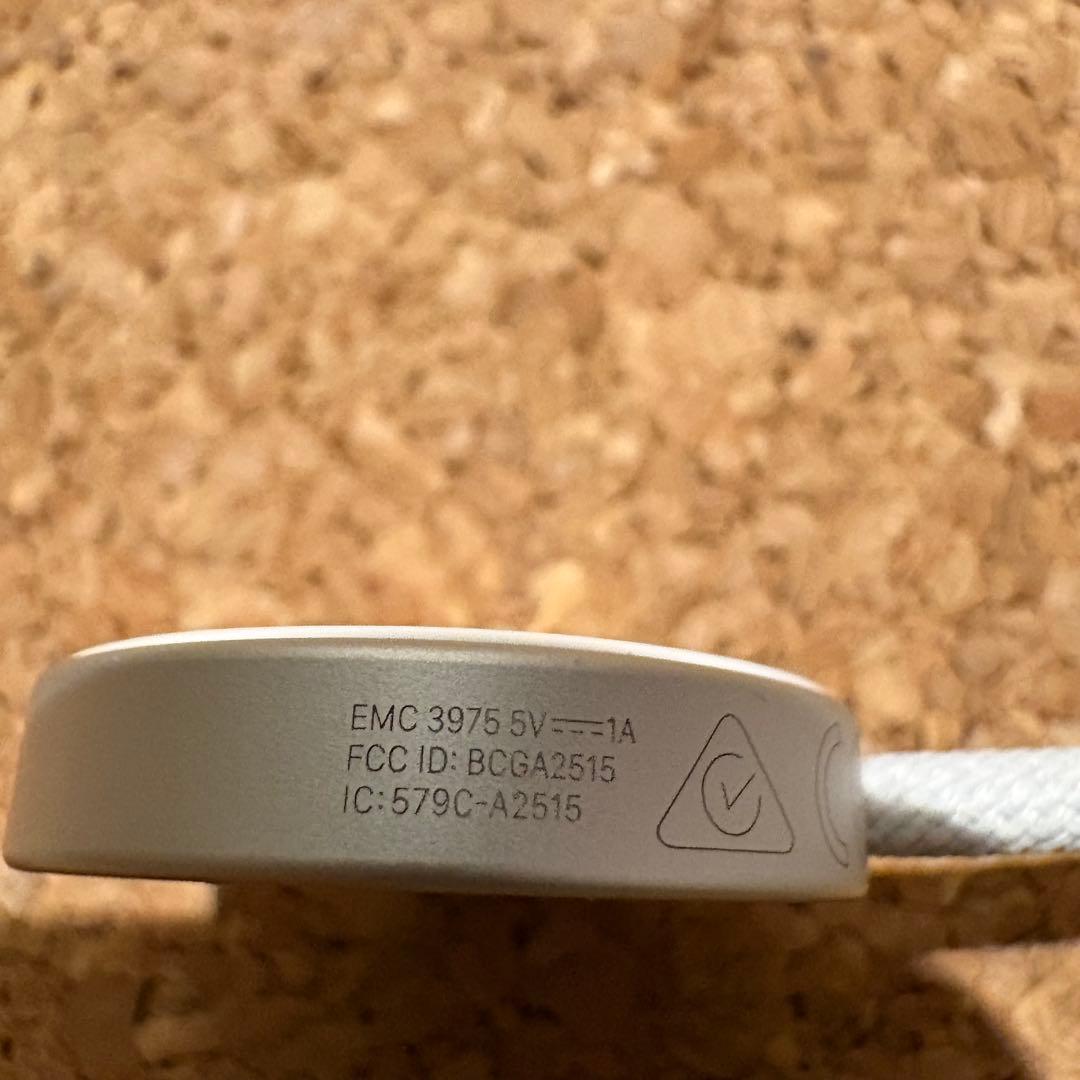 EMC 3975 5V⎓1A
FCC ID: BCGA2515
IC: 579C-A2515